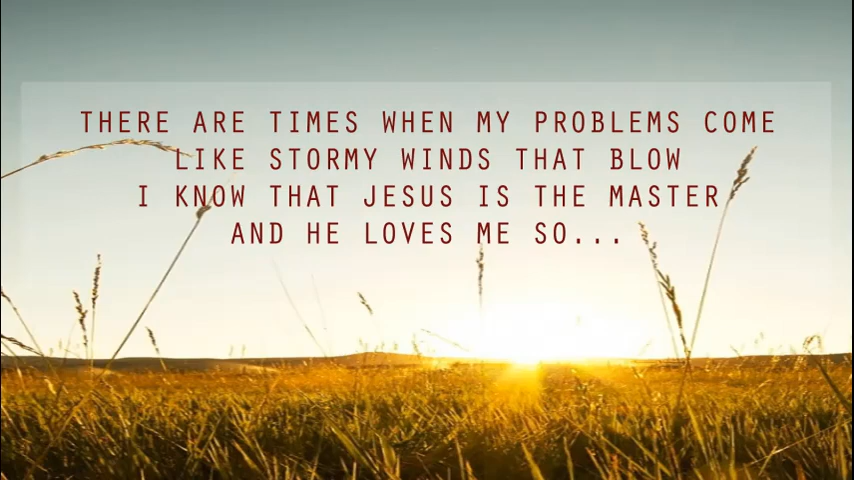 THERE ARE TIMES WHEN MY PROBLEMS COME
LIKE STORMY WINDS THAT BLOW
I KNOW THAT JESUS IS THE MASTER
AND HE LOVES ME SO...